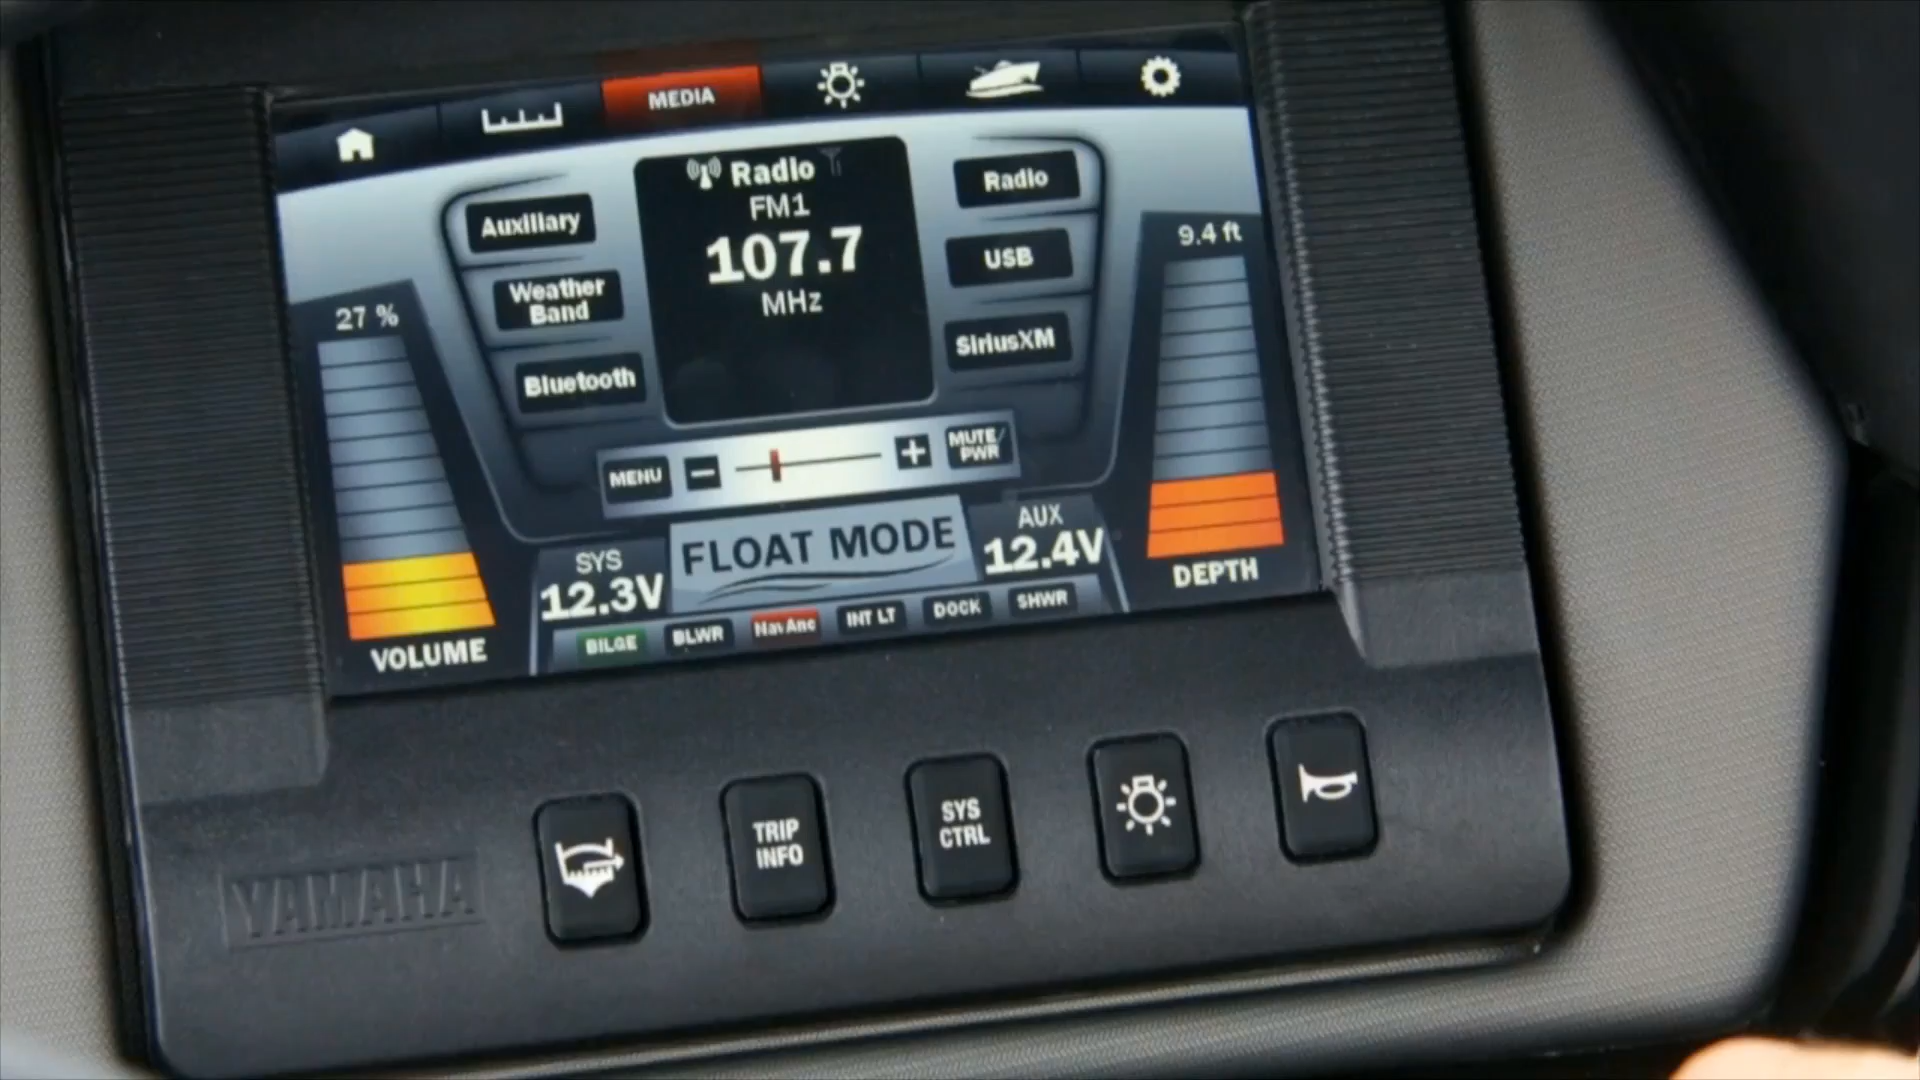 MEDIA
Radio
FM1
107.7
MHz
Auxiliary
Weather
Band
Bluetooth
Radio
USB
SiriusXM
27 %
VOLUME
9.4 ft
DEPTH
MENU
MUTE/
PWR
SYS
12.3V
FLOAT MODE
AUX
12.4V
BILGE
BLWR
Nav Anc
INT LT
DOCK
SHWR
YAMAHA
TRIP
INFO
SYS
CTRL